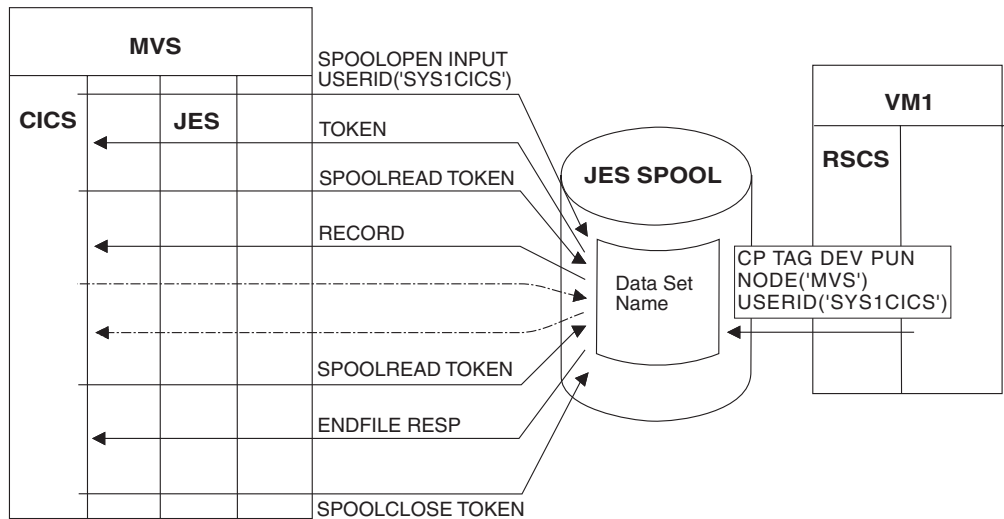 MVS
CICS
JES
SPOOLOPEN INPUT
USERID('SYS1CICS')
TOKEN
SPOOLREAD TOKEN
RECORD
SPOOLREAD TOKEN
ENDFILE RESP
SPOOLCLOSE TOKEN
JES SPOOL
Data Set
Name
VM1
RSCS
CP TAG DEV PUN
NODE('MVS')
USERID('SYS1CICS')